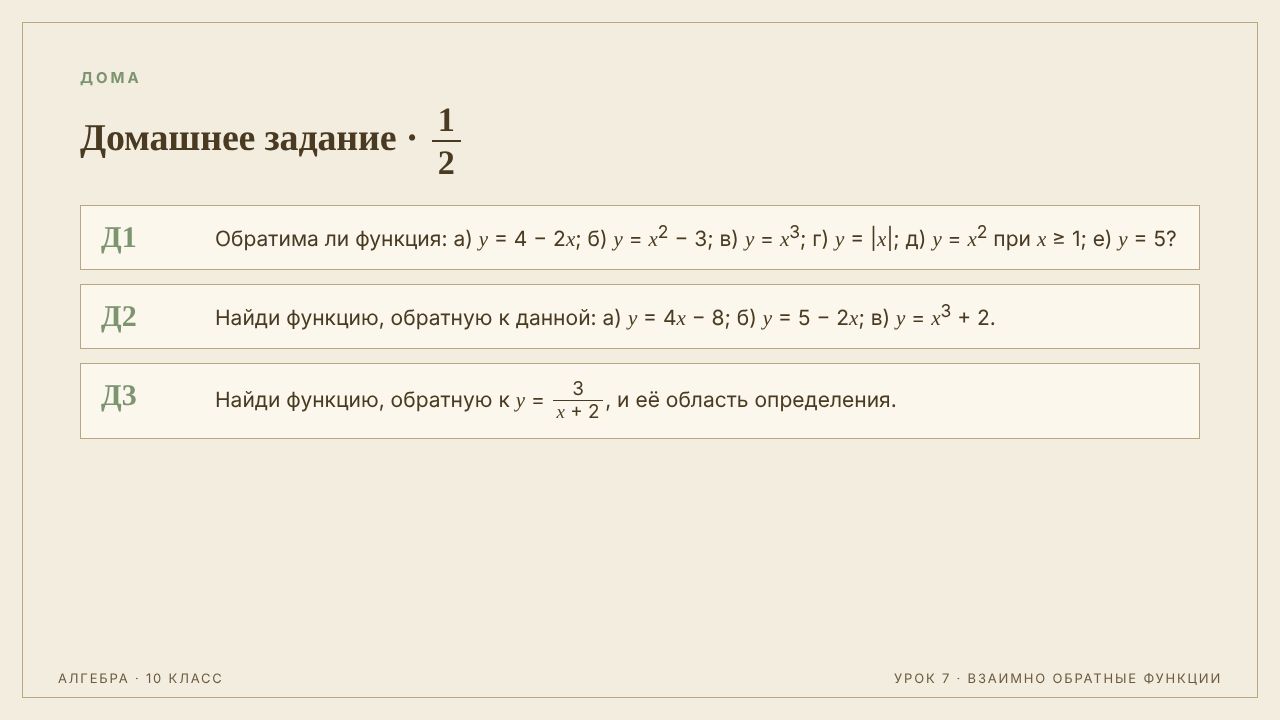 ДОМА
Домашнее задание · 1/2
Д1 Обратима ли функция: а) y = 4 − 2x; б) y = x² − 3; в) y = x³; г) y = |x|; д) y = x² при x ≥ 1; е) y = 5?
Д2 Найди функцию, обратную к данной: а) y = 4x − 8; б) y = 5 − 2x; в) y = x³ + 2.
Д3 Найди функцию, обратную к y = 3/(x + 2), и её область определения.
АЛГЕБРА · 10 КЛАСС
УРОК 7 · ВЗАИМНО ОБРАТНЫЕ ФУНКЦИИ